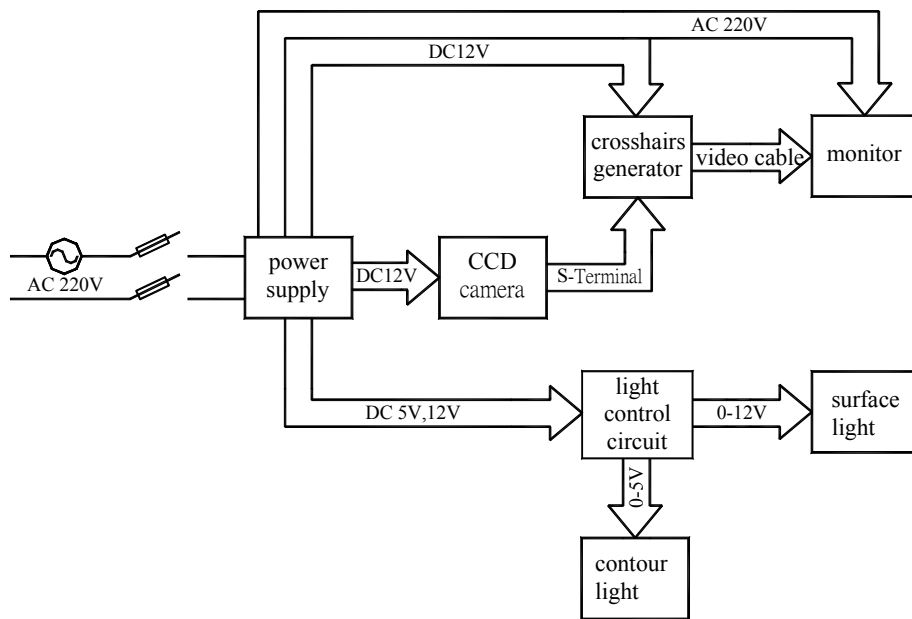 AC 220V
DC12V
crosshairs
generator
video cable
monitor
AC 220V
power
supply
DC12V
CCD
camera
S-Terminal
DC 5V,12V
light
control
circuit
0-12V
surface
light
0-5V
contour
light